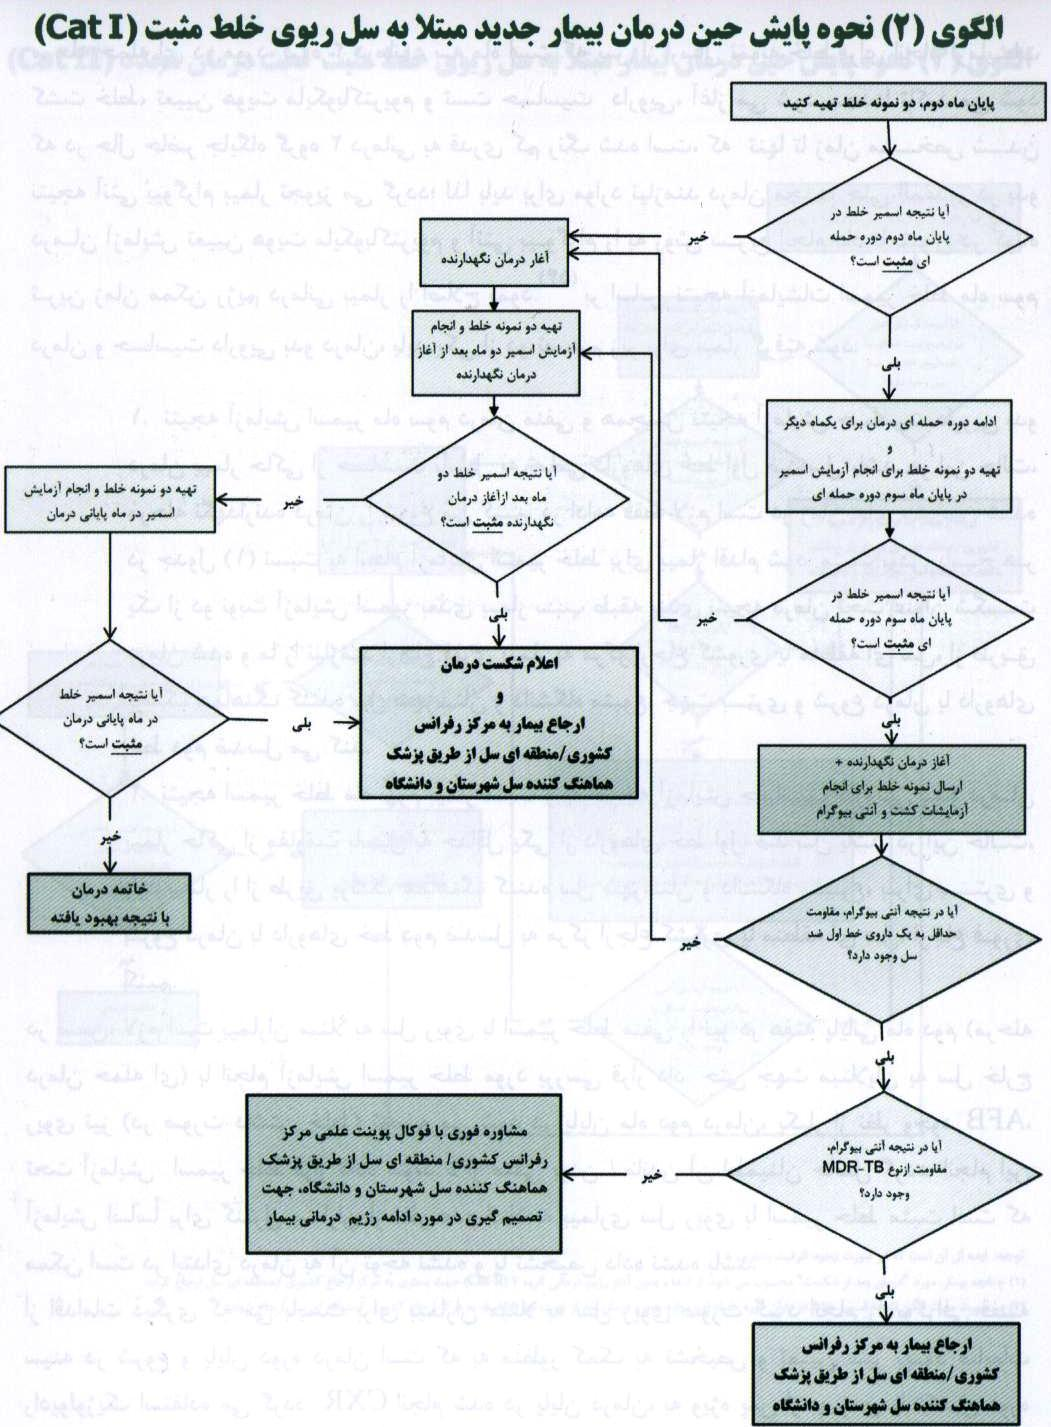 الگوی (۲) نحوه پایش حین درمان بیمار جدید مبتلا به سل ریوی خلط مثبت (Cat I)
پایان ماه دوم، دو نمونه خلط تهیه کنید
آیا نتیجه اسمیر خلط در
پایان ماه دوم دوره حمله
ای مثبت است؟
خیر
آغاز درمان نگهدارنده
تهیه دو نمونه خلط و انجام
آزمایش اسمیر دو ماه بعد از آغاز
درمان نگهدارنده
بلی
ادامه دوره حمله ای درمان برای یکماه دیگر
و
تهیه دو نمونه خلط برای انجام آزمایش اسمیر
در پایان ماه سوم دوره حمله ای
آیا نتیجه اسمیر خلط دو
ماه بعد ازآغاز درمان
نگهدارنده مثبت است؟
خیر
تهیه دو نمونه خلط و انجام آزمایش
اسمیر در ماه پایانی درمان
آیا نتیجه اسمیر خلط در
پایان ماه سوم دوره حمله
ای مثبت است؟
خیر
بلی
اعلام شکست درمان
و
ارجاع بیمار به مرکز رفرانس
کشوری/منطقه ای سل از طریق پزشک
هماهنگ کننده سل شهرستان و دانشگاه
آیا نتیجه اسمیر خلط
در ماه پایانی درمان
مثبت است؟
بلی
بلی
آغاز درمان نگهدارنده +
ارسال نمونه خلط برای انجام
آزمایشات کشت و آنتی بیوگرام
خیر
خاتمه درمان
با نتیجه بهبود یافته
آیا در نتیجه آنتی بیوگرام، مقاومت
حداقل به یک داروی خط اول ضد
سل وجود دارد؟
خیر
بلی
آیا در نتیجه آنتی بیوگرام،
مقاومت ازنوع MDR-TB
وجود دارد؟
خیر
مشاوره فوری با فوکال پوینت علمی مرکز
رفرانس کشوری/ منطقه ای سل از طریق پزشک
هماهنگ کننده سل شهرستان و دانشگاه، جهت
تصمیم گیری در مورد ادامه رژیم درمانی بیمار
بلی
ارجاع بیمار به مرکز رفرانس
کشوری/منطقه ای سل از طریق پزشک
هماهنگ کننده سل شهرستان و دانشگاه